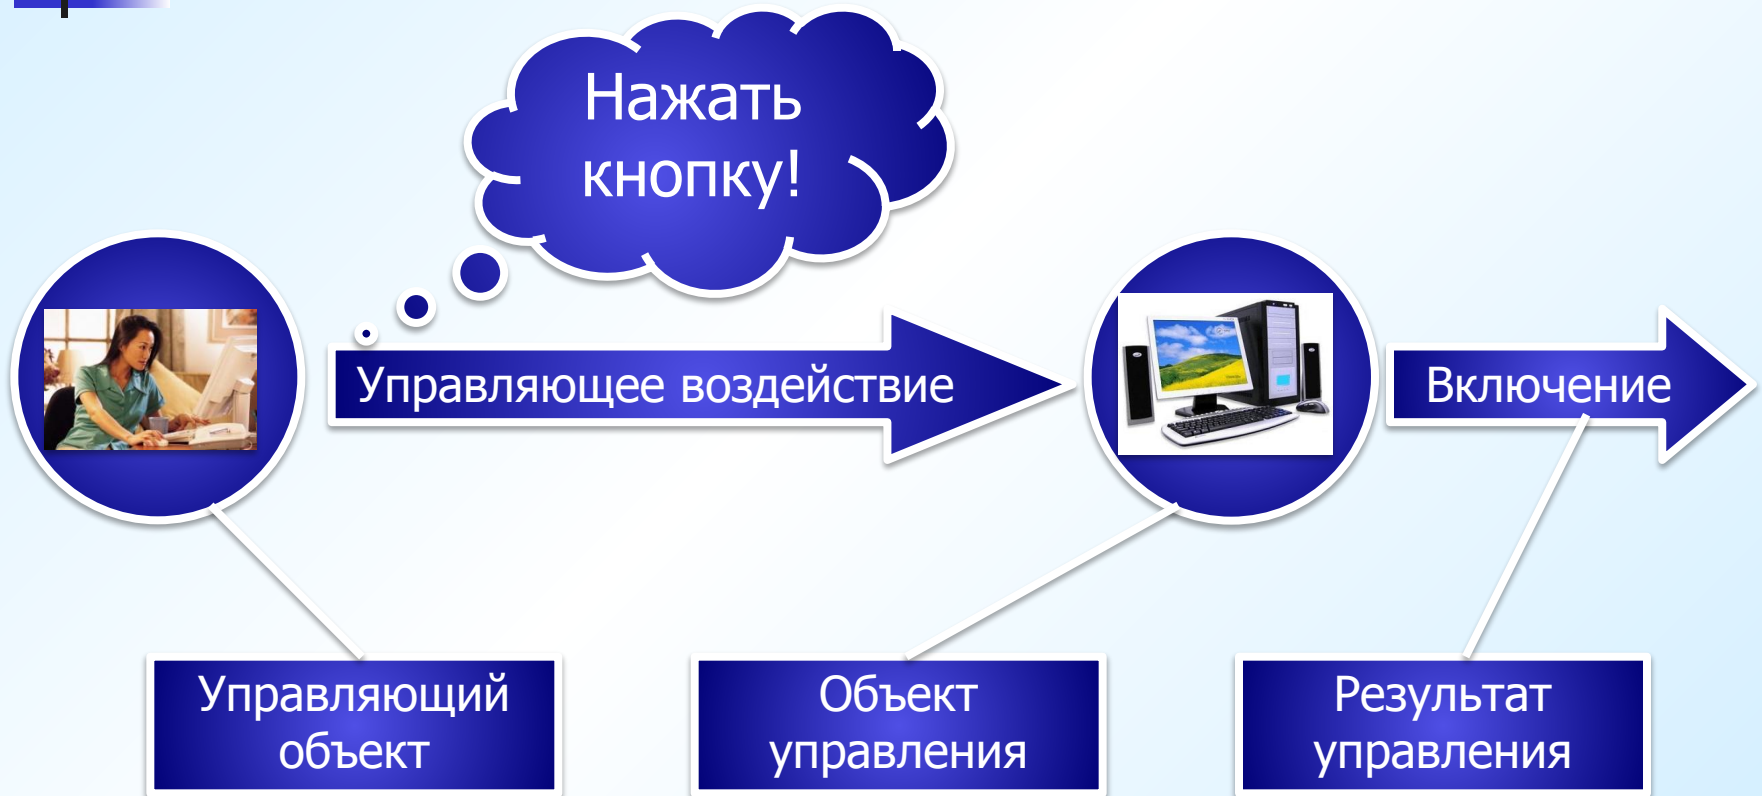 Нажать
кнопку!
Управляющее воздействие
Включение
Управляющий
объект
Объект
управления
Результат
управления